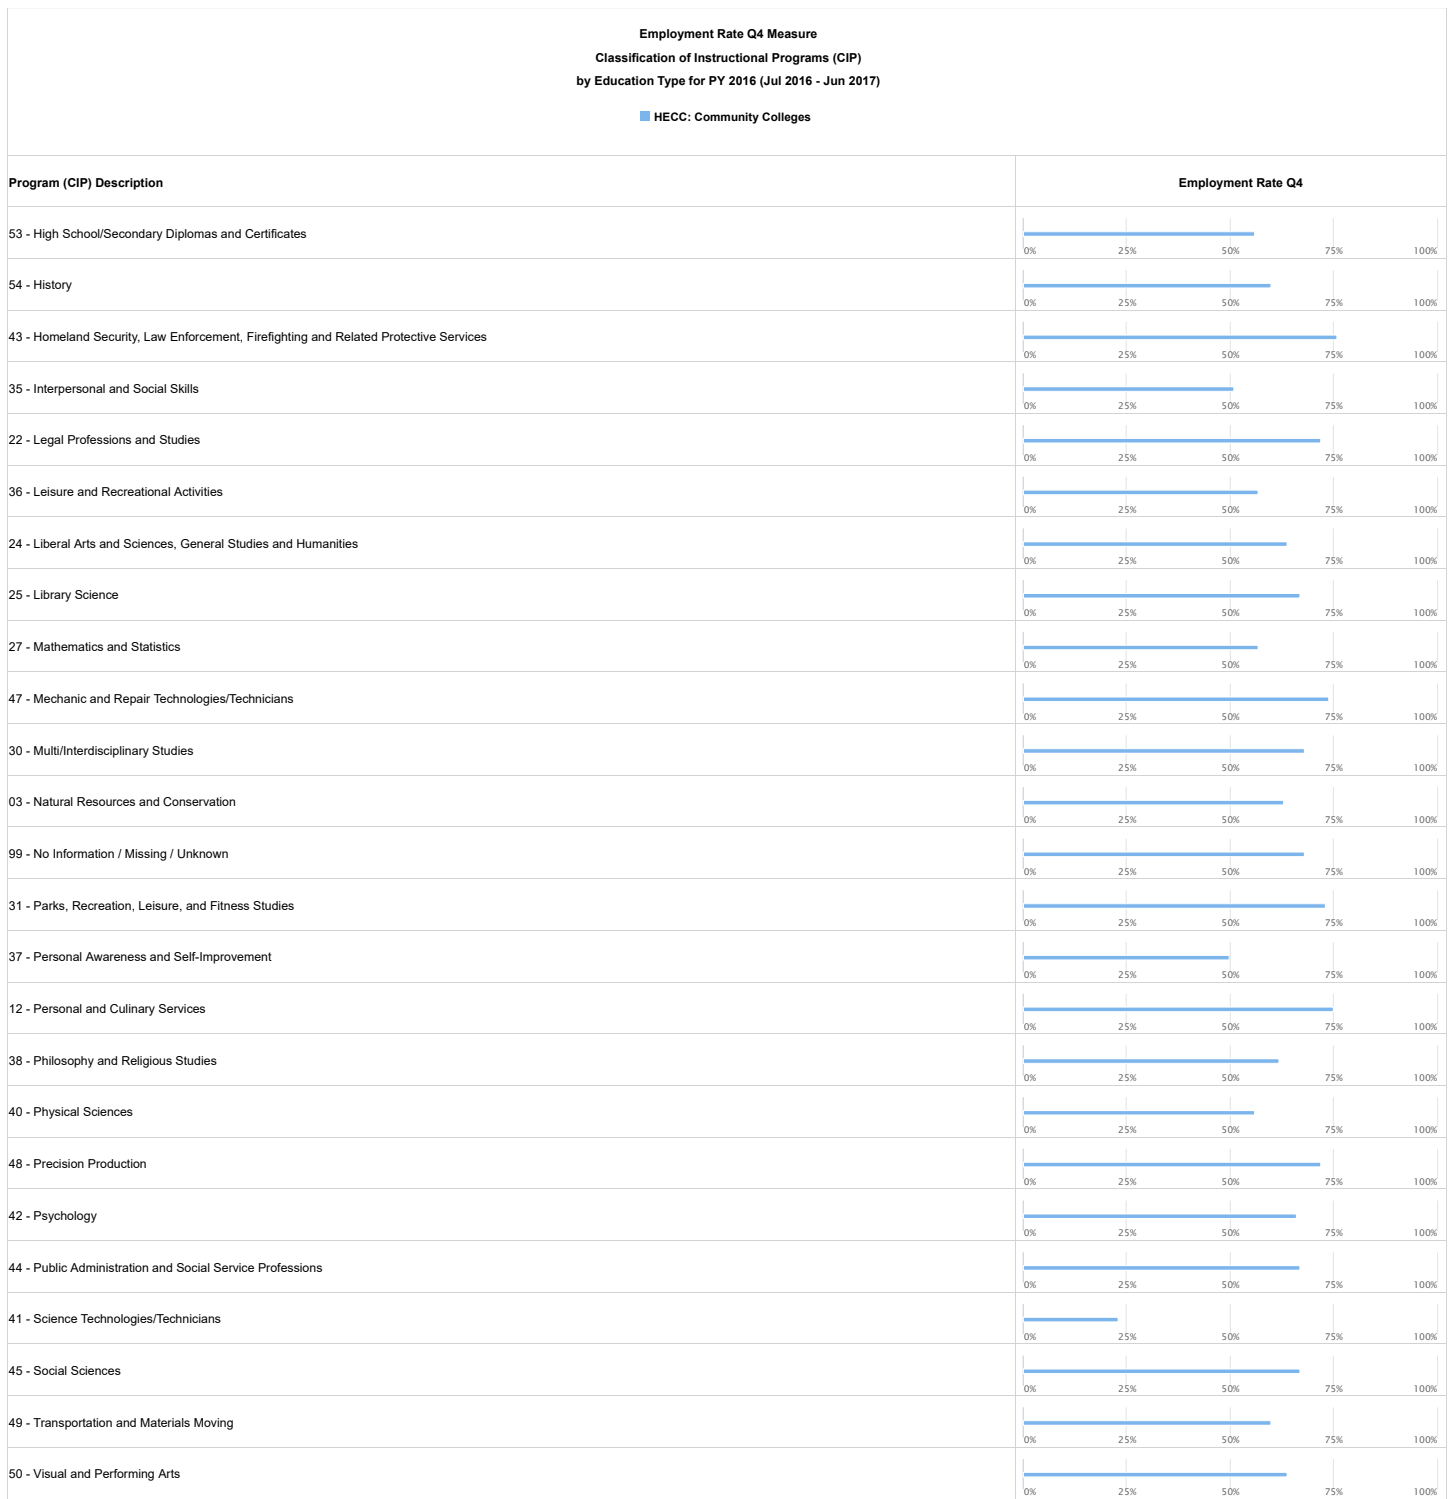 Employment Rate Q4 Measure
Classification of Instructional Programs (CIP)
by Education Type for PY 2016 (Jul 2016 - Jun 2017)
HECC: Community Colleges
Program (CIP) Description Employment Rate Q4
53 - High School/Secondary Diplomas and Certificates
0% 25% 50% 75% 100%
54 - History
0% 25% 50% 75% 100%
43 - Homeland Security, Law Enforcement, Firefighting and Related Protective Services
0% 25% 50% 75% 100%
35 - Interpersonal and Social Skills
0% 25% 50% 75% 100%
22 - Legal Professions and Studies
0% 25% 50% 75% 100%
36 - Leisure and Recreational Activities
0% 25% 50% 75% 100%
24 - Liberal Arts and Sciences, General Studies and Humanities
0% 25% 50% 75% 100%
25 - Library Science
0% 25% 50% 75% 100%
27 - Mathematics and Statistics
0% 25% 50% 75% 100%
47 - Mechanic and Repair Technologies/Technicians
0% 25% 50% 75% 100%
30 - Multi/Interdisciplinary Studies
0% 25% 50% 75% 100%
03 - Natural Resources and Conservation
0% 25% 50% 75% 100%
99 - No Information / Missing / Unknown
0% 25% 50% 75% 100%
31 - Parks, Recreation, Leisure, and Fitness Studies
0% 25% 50% 75% 100%
37 - Personal Awareness and Self-Improvement
0% 25% 50% 75% 100%
12 - Personal and Culinary Services
0% 25% 50% 75% 100%
38 - Philosophy and Religious Studies
0% 25% 50% 75% 100%
40 - Physical Sciences
0% 25% 50% 75% 100%
48 - Precision Production
0% 25% 50% 75% 100%
42 - Psychology
0% 25% 50% 75% 100%
44 - Public Administration and Social Service Professions
0% 25% 50% 75% 100%
41 - Science Technologies/Technicians
0% 25% 50% 75% 100%
45 - Social Sciences
0% 25% 50% 75% 100%
49 - Transportation and Materials Moving
0% 25% 50% 75% 100%
50 - Visual and Performing Arts
0% 25% 50% 75% 100%